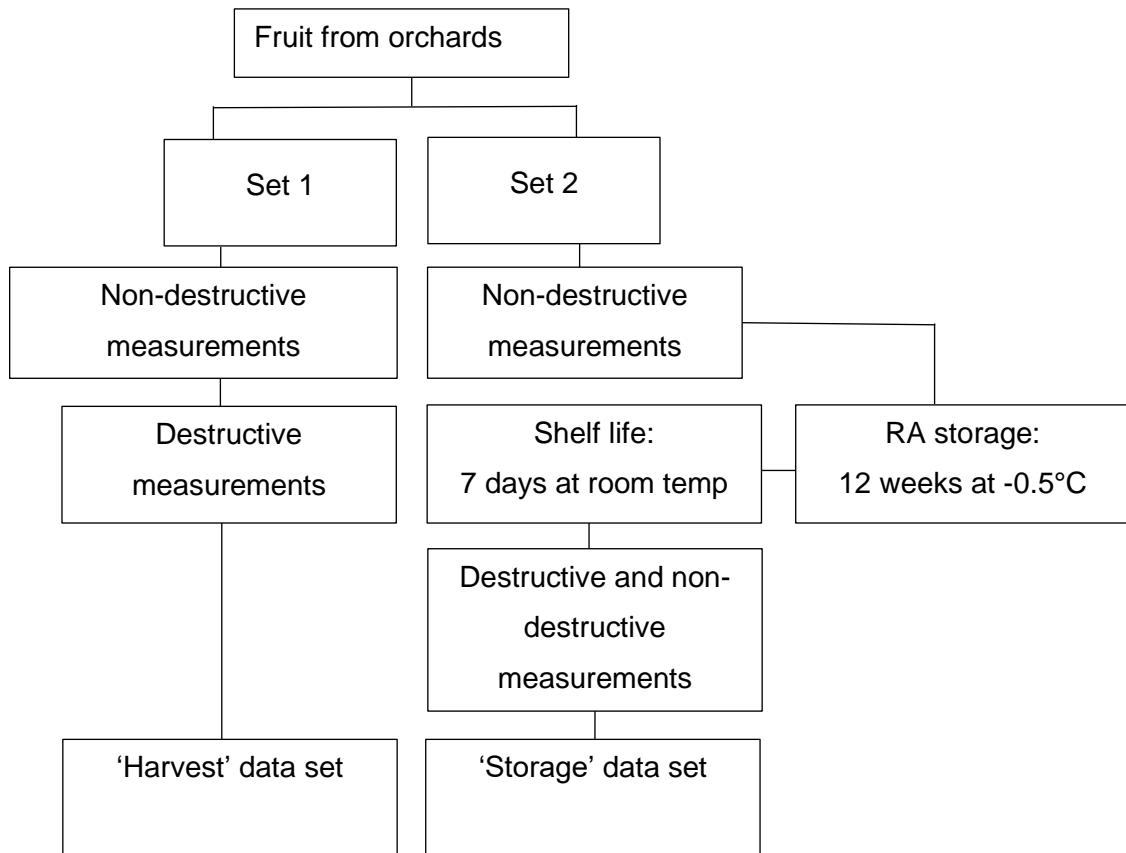 Fruit from orchards
Set 1
Set 2
Non-destructive
measurements
Non-destructive
measurements
Destructive
measurements
Shelf life:
7 days at room temp
RA storage:
12 weeks at -0.5°C
Destructive and non-
destructive
measurements
‘Harvest’ data set
‘Storage’ data set